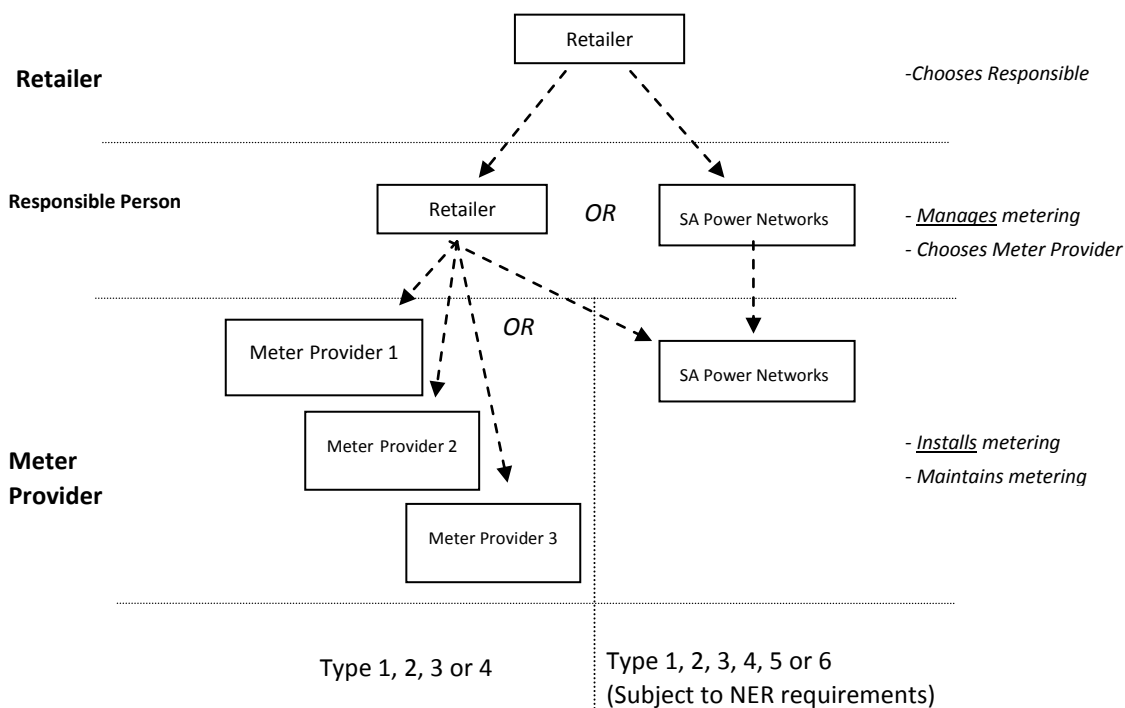 Retailer
Retailer
-Chooses Responsible
Responsible Person
Retailer
OR
SA Power Networks
- Manages metering
- Chooses Meter Provider
OR
Meter Provider 1
SA Power Networks
Meter Provider 2
- Installs metering
- Maintains metering
Meter
Provider
Meter Provider 3
Type 1, 2, 3 or 4
Type 1, 2, 3, 4, 5 or 6
(Subject to NER requirements)